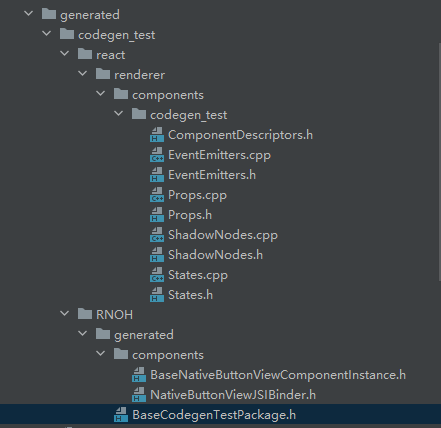 generated
codegen_test
react
renderer
components
codegen_test
ComponentDescriptors.h
EventEmitters.cpp
EventEmitters.h
Props.cpp
Props.h
ShadowNodes.cpp
ShadowNodes.h
States.cpp
States.h
RNOH
generated
components
BaseNativeButtonViewComponentInstance.h
NativeButtonViewJSIBinder.h
BaseCodegenTestPackage.h